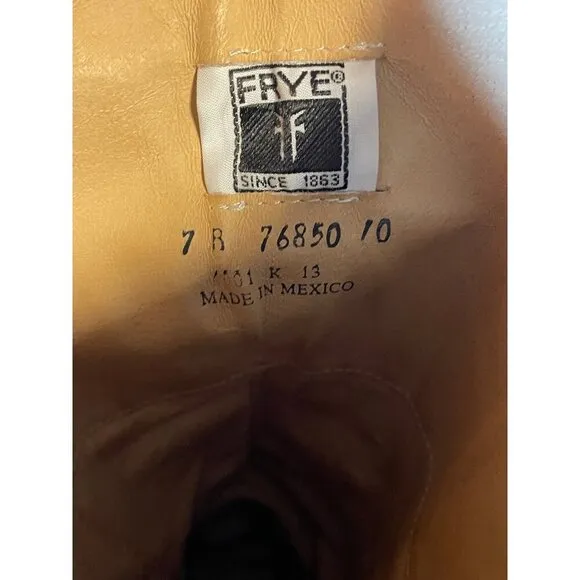 FRYE®
SINCE 1863
7 B 76850 10
K 13
MADE IN MEXICO